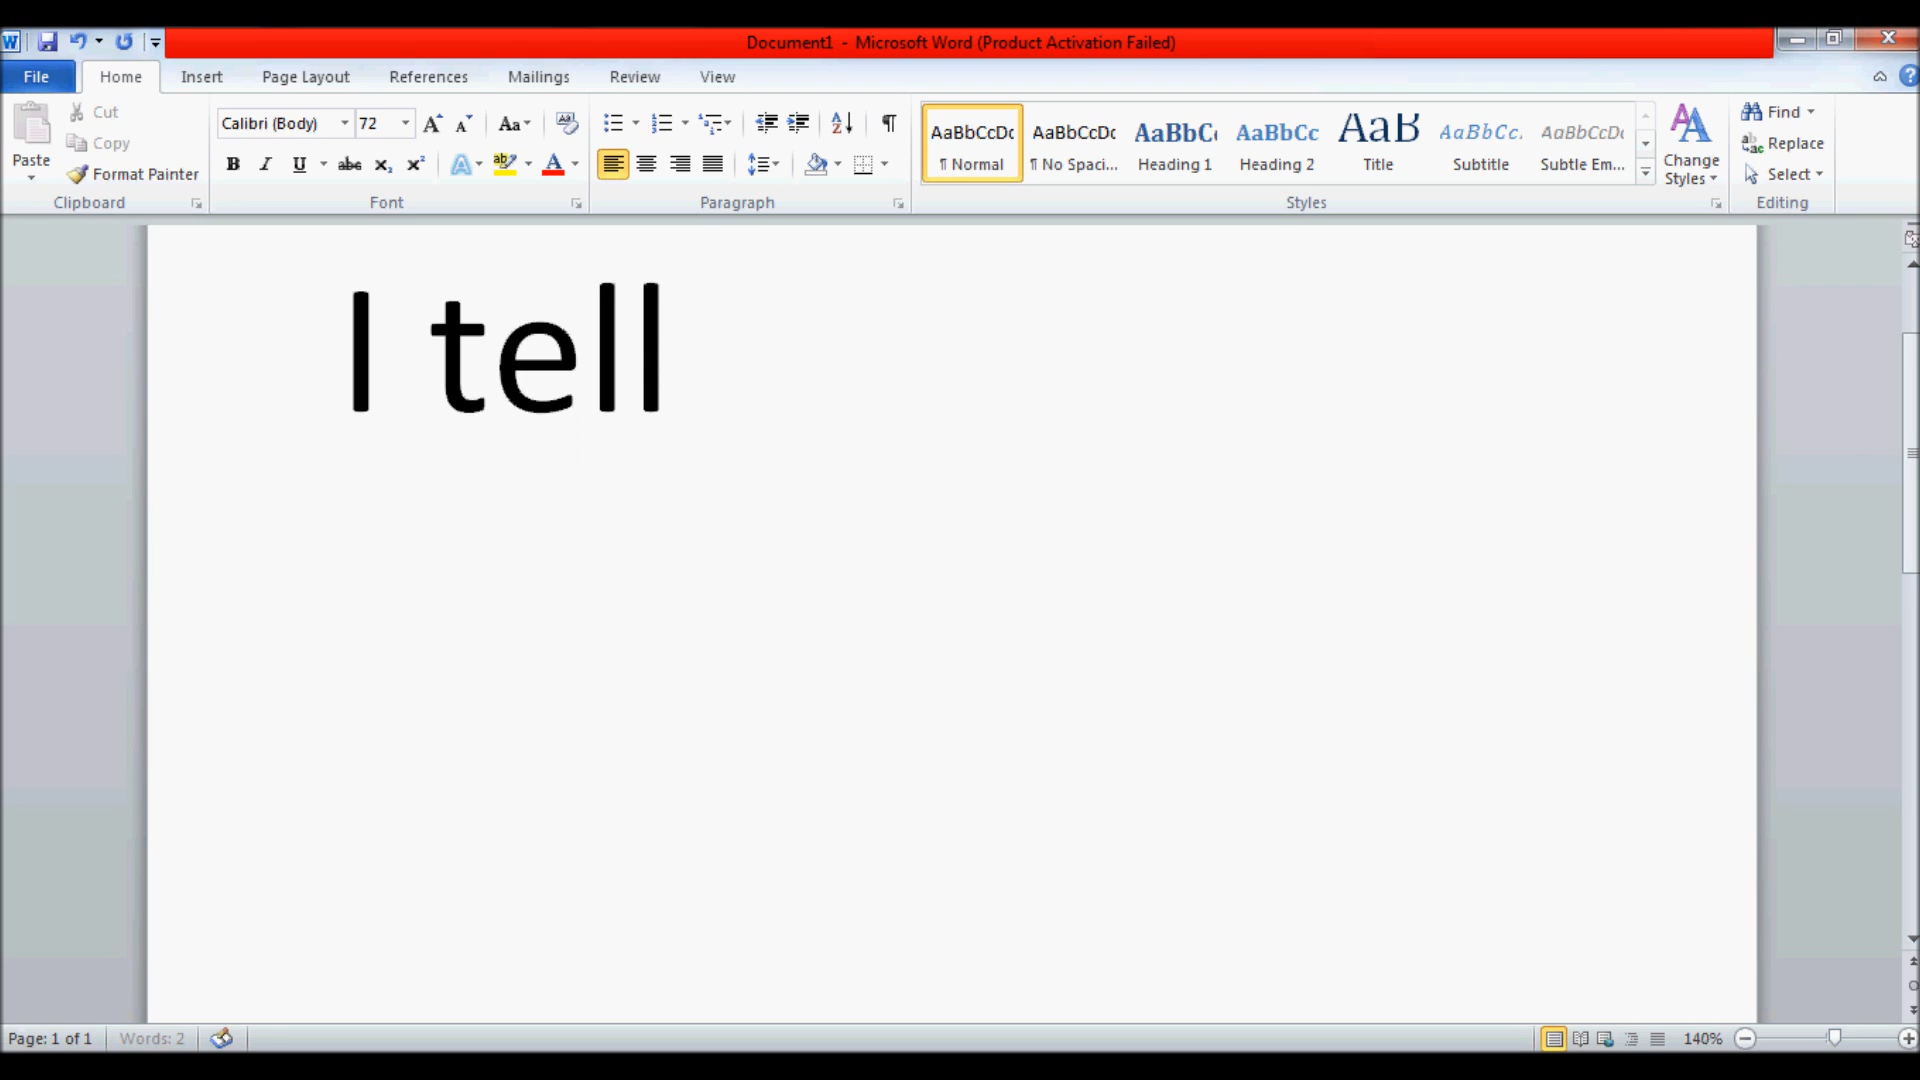 Document1 - Microsoft Word (Product Activation Failed)
File Home Insert Page Layout References Mailings Review View
Cut
Copy
Paste
Format Painter
Clipboard
Calibri (Body) 72
Font
Paragraph
AaBbCcDc AaBbCcDc AaBbC AaBbCc AaB AaBbCc. AaBbCcDc
¶ Normal ¶ No Spaci... Heading 1 Heading 2 Title Subtitle Subtle Em...
Change
Styles
Styles
Find
Replace
Select
Editing
I tell
Page: 1 of 1 Words: 2 140%